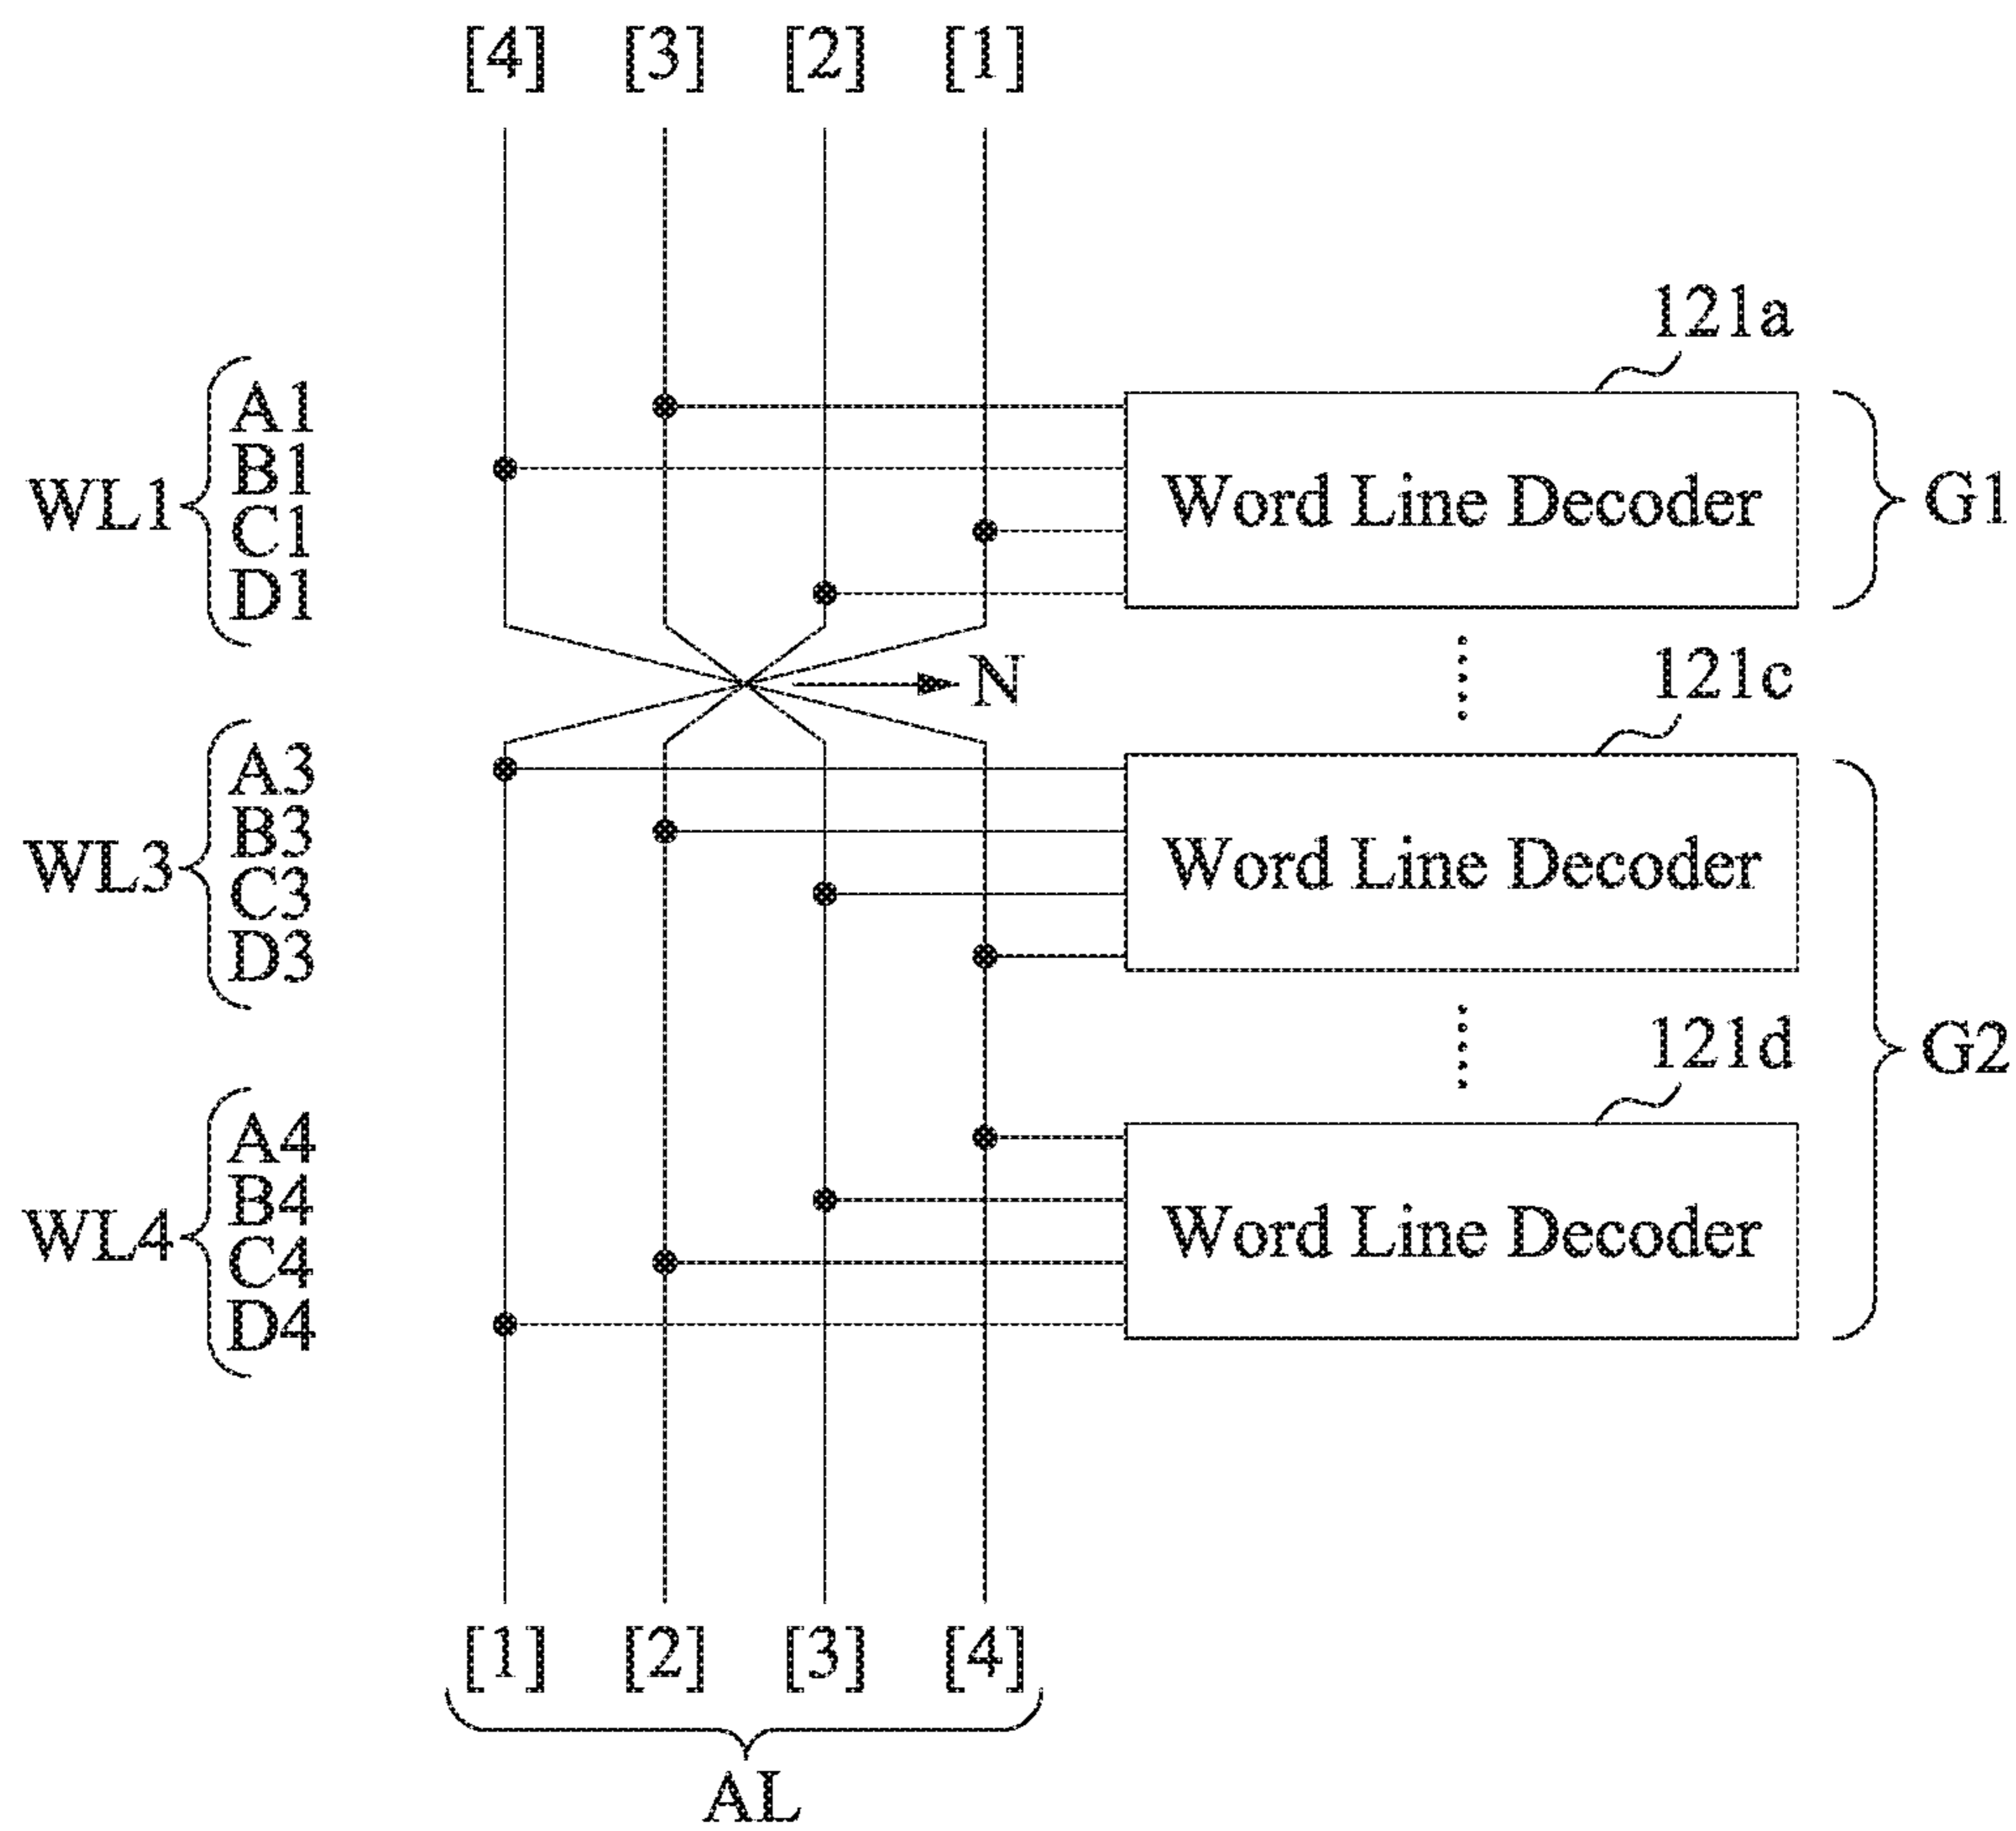 [4] [3] [2] [1]
121a
WL1
A1
B1
C1
D1
Word Line Decoder
G1
N
121c
WL3
A3
B3
C3
D3
Word Line Decoder
G2
121d
WL4
A4
B4
C4
D4
Word Line Decoder
[1] [2] [3] [4]
AL